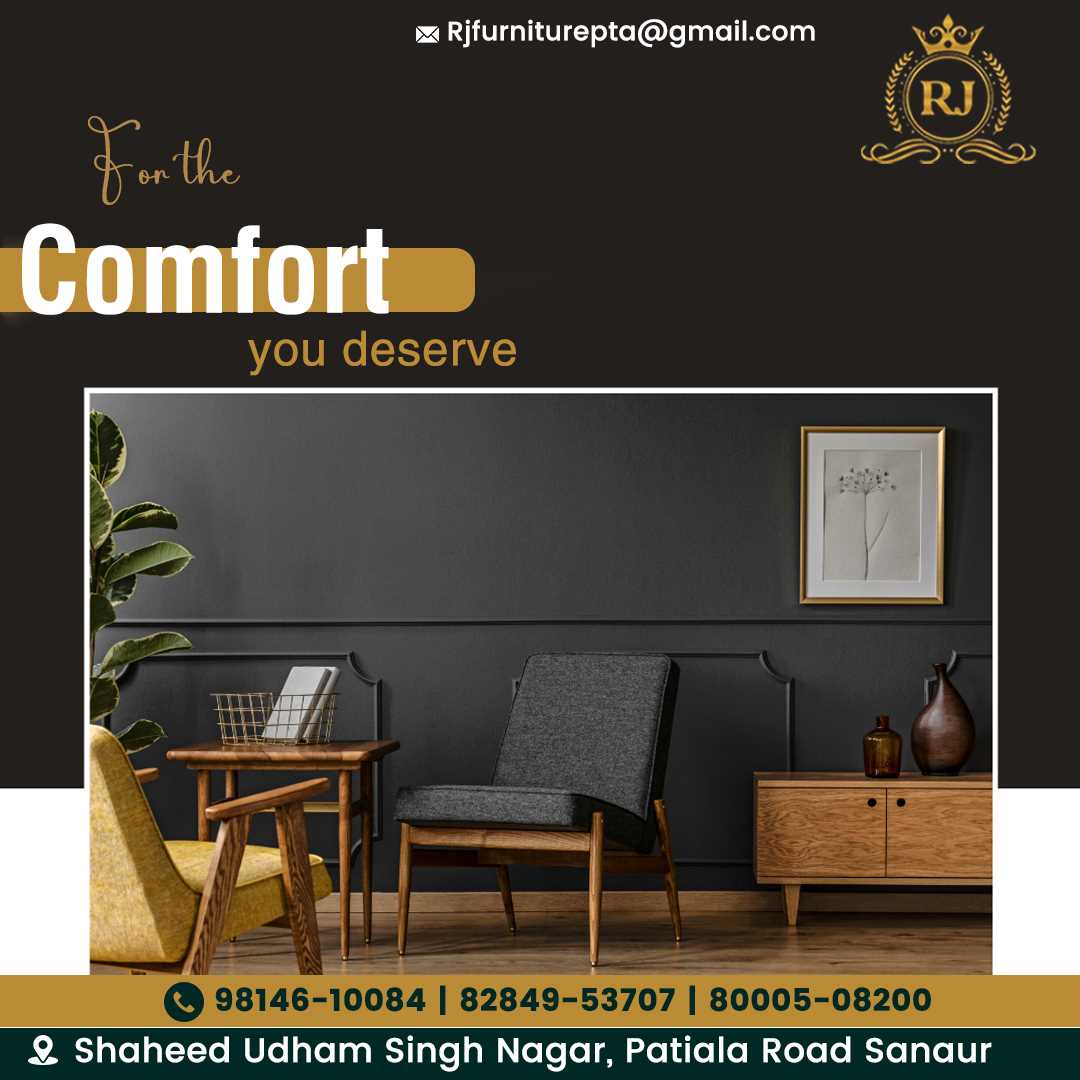 Rjfurniturepta@gmail.com
RJ
For the
Comfort
you deserve
98146-10084 | 82849-53707 | 80005-08200
Shaheed Udham Singh Nagar, Patiala Road Sanaur